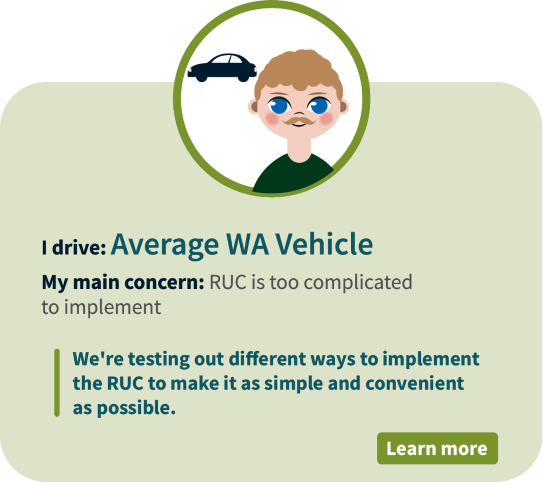 I drive: Average WA Vehicle
My main concern: RUC is too complicated
to implement
We're testing out different ways to implement
the RUC to make it as simple and convenient
as possible.
Learn more